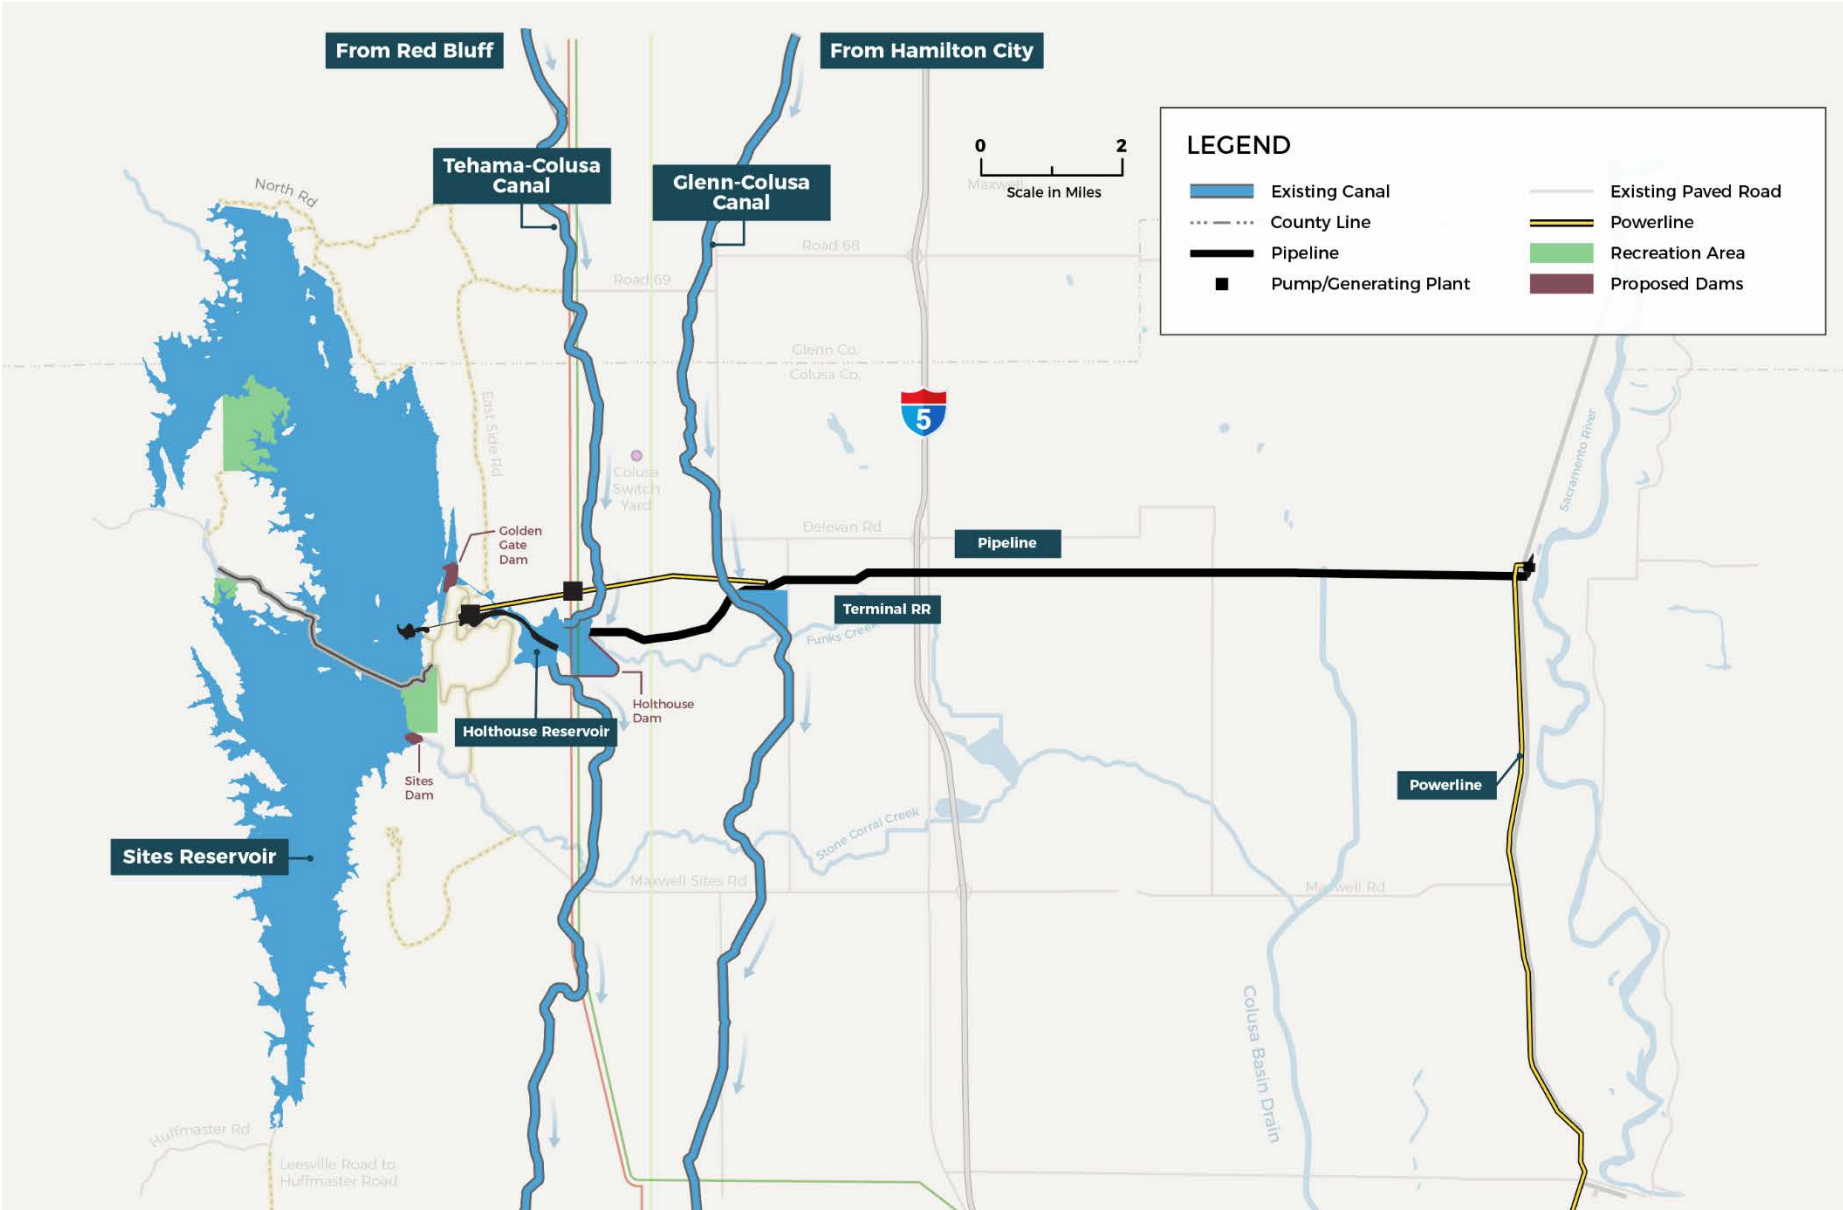 From Red Bluff
From Hamilton City
0
2
Scale in Miles
Maxwell
LEGEND
Existing Canal
Existing Paved Road
County Line
Powerline
Pipeline
Recreation Area
Pump/Generating Plant
Proposed Dams
North Rd
Tehama-Colusa
Canal
Glenn-Colusa
Canal
Road 68
Road 69
Glenn Co.
Colusa Co.
5
East Side Rd
Colusa
Switch
Yard
Sacramento River
Golden
Gate
Dam
Delevan Rd
Pipeline
Terminal RR
Funks Creek
Holthouse
Dam
Holthouse Reservoir
Sites
Dam
Powerline
Sites Reservoir
Stone Corral Creek
Maxwell Sites Rd
Maxwell Rd
Colusa Basin Drain
Huffmaster Rd
Leesville Road to
Huffmaster Road